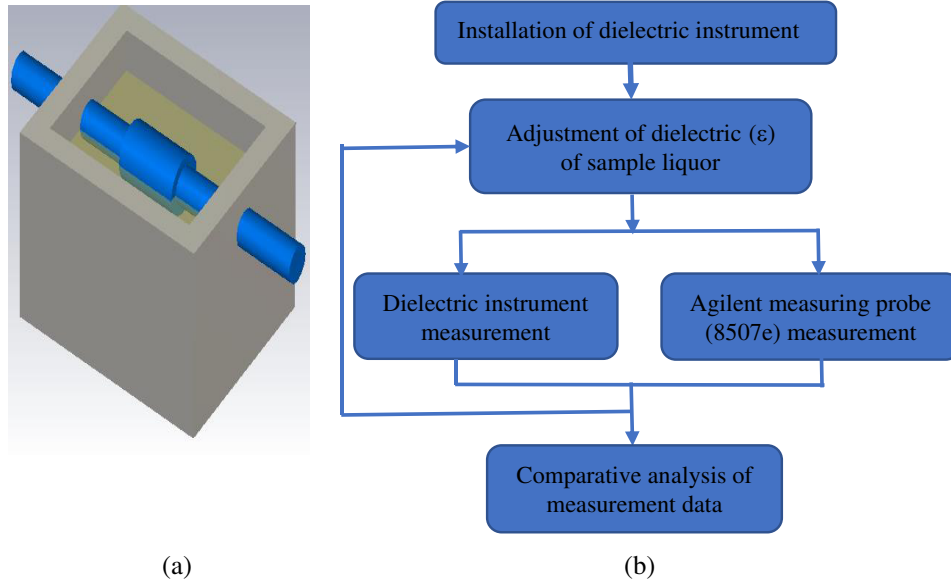 Installation of dielectric instrument
Adjustment of dielectric (ε)
of sample liquor
Dielectric instrument
measurement
Agilent measuring probe
(8507e) measurement
Comparative analysis of
measurement data
(a)
(b)